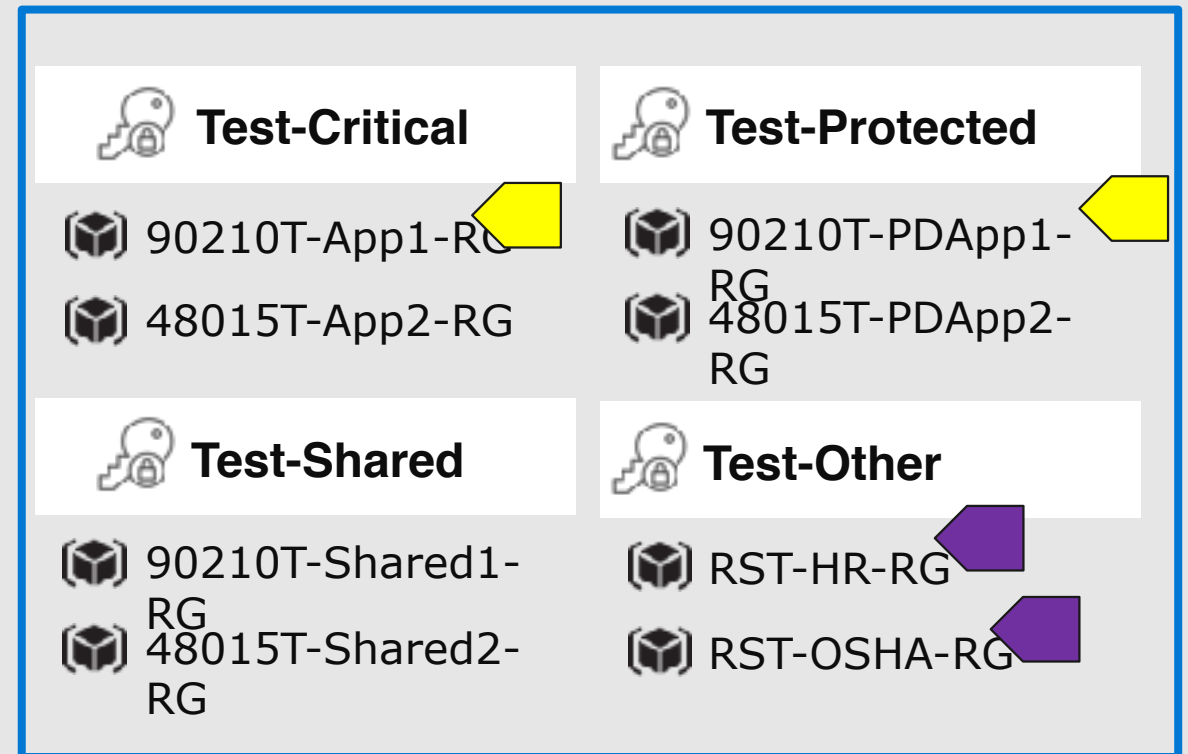 Test-Critical
90210T-App1-RG
48015T-App2-RG
Test-Protected
90210T-PDApp1-
RG
48015T-PDApp2-
RG
Test-Shared
90210T-Shared1-
RG
48015T-Shared2-
RG
Test-Other
RST-HR-RG
RST-OSHA-RG